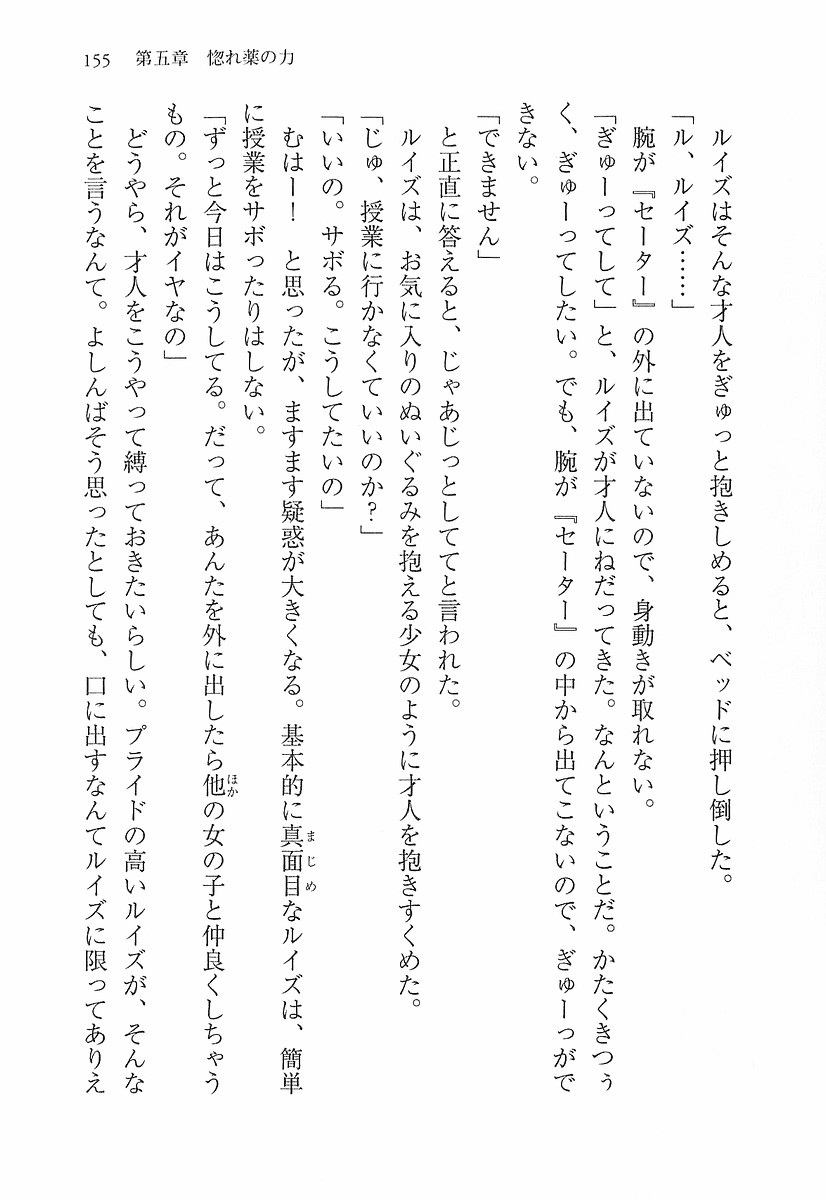 155　第五章　惚れ薬の力
　ルイズはそんな才人をぎゅっと抱きしめると、ベッドに押し倒した。
「ル、ルイズ……」
　腕が『セーター』の外に出ていないので、身動きが取れない。
「ぎゅーってして」と、ルイズが才人にねだってきた。なんということだ。かたくきつぅ
く、ぎゅーってしたい。でも、腕が『セーター』の中から出てこないので、ぎゅーっがで
きない。
「できません」
　と正直に答えると、じゃあじっとしててと言われた。
　ルイズは、お気に入りのぬいぐるみを抱える少女のように才人を抱きすくめた。
「じゅ、授業に行かなくていいのか？」
「いいの。サボる。こうしてたいの」
　むはー！　と思ったが、ますます疑惑が大きくなる。基本的に真面目なルイズは、簡単
に授業をサボったりはしない。
「ずっと今日はこうしてる。だって、あんたを外に出したら他の女の子と仲良くしちゃう
もの。それがイヤなの」
　どうやら、才人をこうやって縛っておきたいらしい。プライドの高いルイズが、そんな
ことを言うなんて。よしんばそう思ったとしても、口に出すなんてルイズに限ってありえ